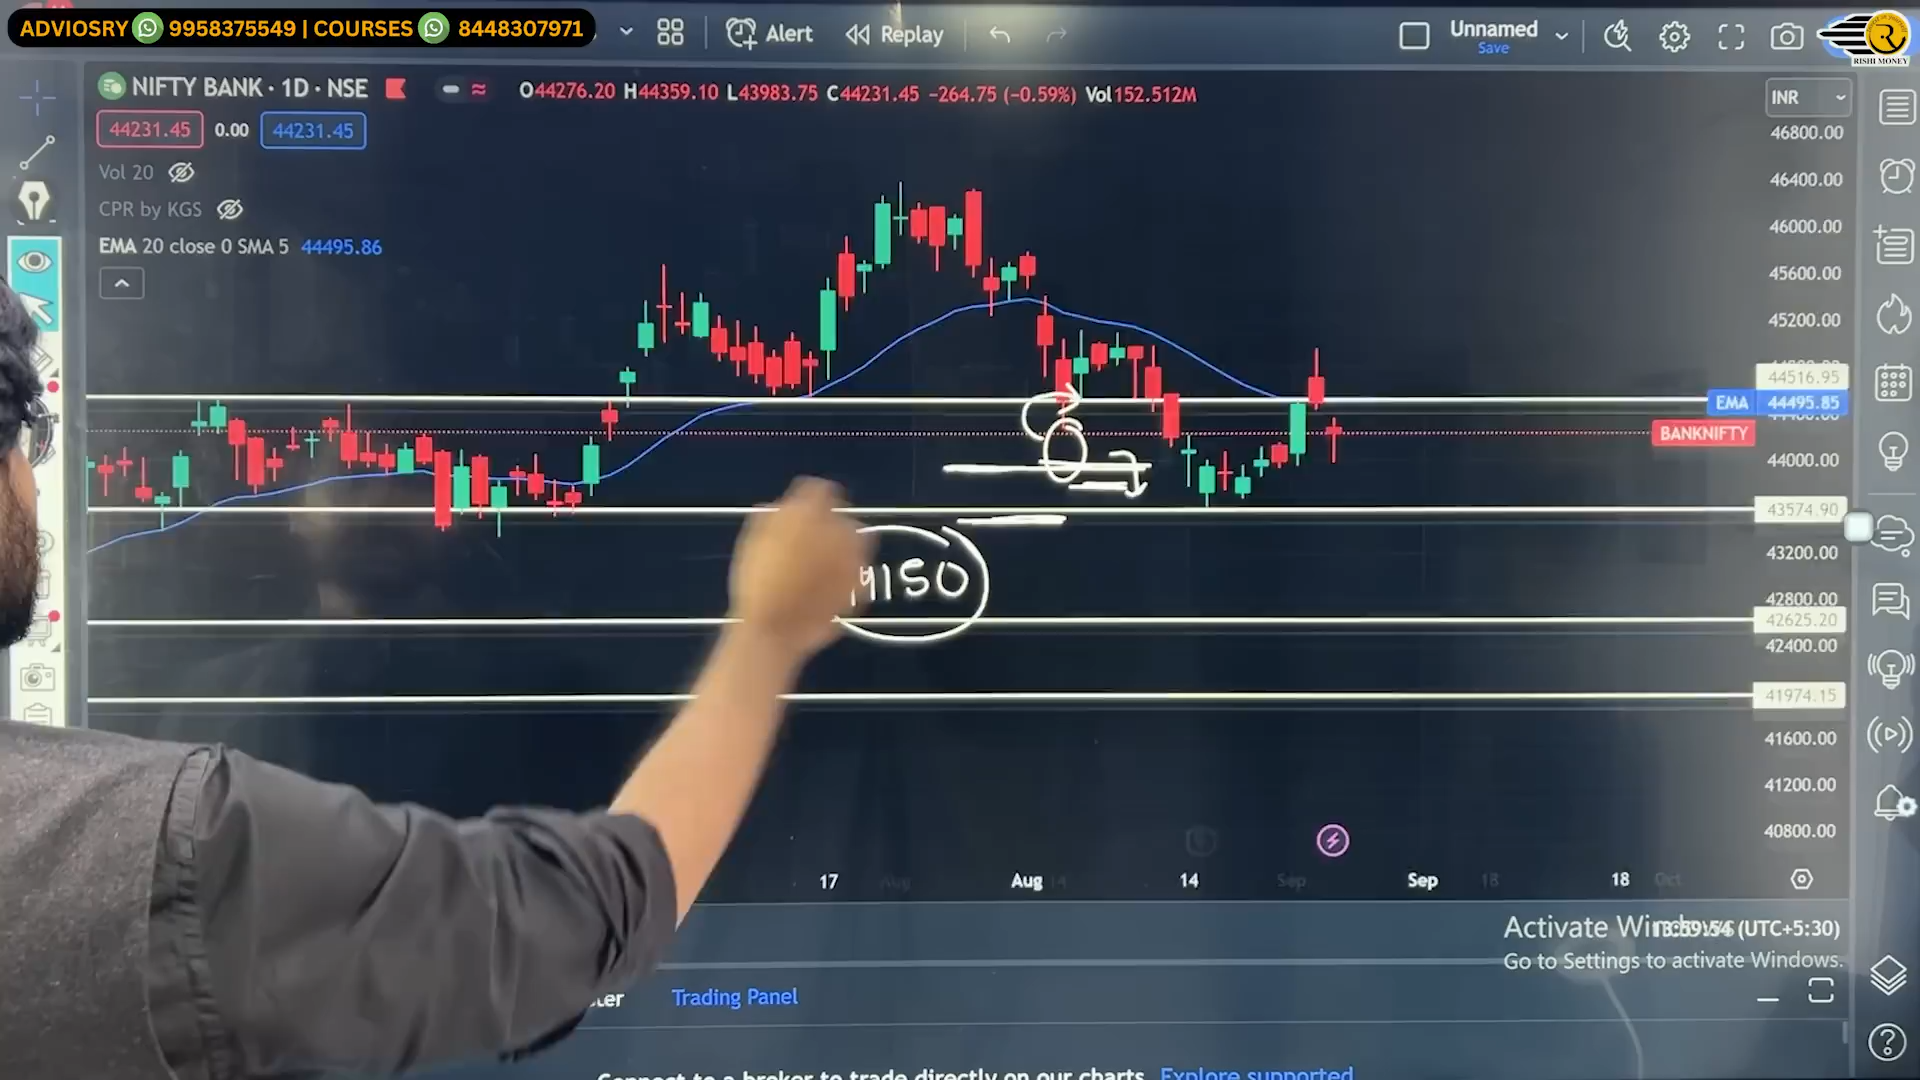 ADVIOSRY 9958375549 | COURSES 8448307971
Alert
Replay
Unnamed
Save
RISHI MONEY
NIFTY BANK · 1D · NSE
O44276.20 H44359.10 L43983.75 C44231.45 −264.75 (−0.59%) Vol152.512M
INR
44231.45 0.00 44231.45
Vol 20
CPR by KGS
EMA 20 close 0 SMA 5 44495.86
46800.00
46400.00
46000.00
45600.00
45200.00
44516.95
EMA 44495.85
BANKNIFTY
44000.00
43574.90
43200.00
42800.00
42625.20
42400.00
41974.15
41600.00
41200.00
40800.00
150
17 Aug Aug 14 14 Sep Sep 18 18 Oct
Activate Windows
(UTC+5:30)
Go to Settings to activate Windows.
Trading Panel
Connect to a broker to trade directly on our charts. Explore supported